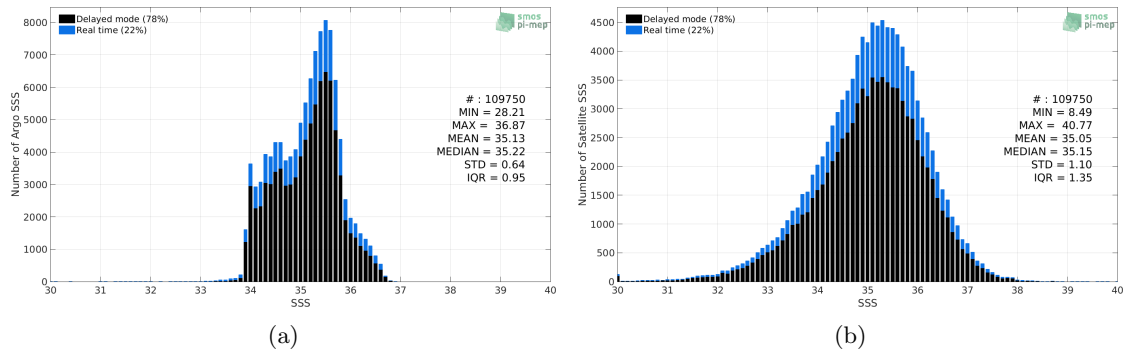 Delayed mode (78%)
Real time (22%)
smos
pi-mep
Number of Argo SSS
8000
7000
6000
5000
4000
3000
2000
1000
0
# : 109750
MIN = 28.21
MAX = 36.87
MEAN = 35.13
MEDIAN = 35.22
STD = 0.64
IQR = 0.95
30 31 32 33 34 35 36 37 38 39 40
SSS
(a)
Delayed mode (78%)
Real time (22%)
smos
pi-mep
Number of Satellite SSS
4500
4000
3500
3000
2500
2000
1500
1000
500
0
# : 109750
MIN = 8.49
MAX = 40.77
MEAN = 35.05
MEDIAN = 35.15
STD = 1.10
IQR = 1.35
30 31 32 33 34 35 36 37 38 39 40
SSS
(b)